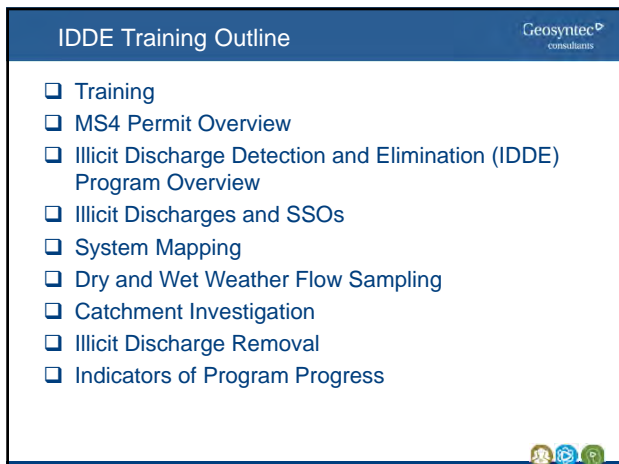 IDDE Training Outline
Geosyntec
consultants
❑ Training
❑ MS4 Permit Overview
❑ Illicit Discharge Detection and Elimination (IDDE)
Program Overview
❑ Illicit Discharges and SSOs
❑ System Mapping
❑ Dry and Wet Weather Flow Sampling
❑ Catchment Investigation
❑ Illicit Discharge Removal
❑ Indicators of Program Progress